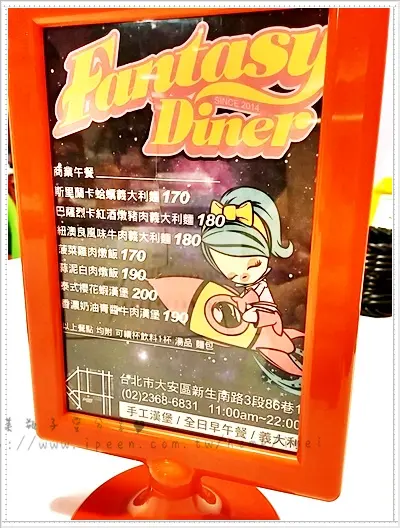 Fantasy
Diner
SINCE 2014
商業午餐
斯里蘭卡蛤蠣義大利麵 170
巴薩烈卡紅酒燉豬肉義大利麵 180
紐澳良風味牛肉義大利麵 180
菠菜雞肉燉飯 170
蒜泥白肉燉飯 190
泰式櫻花蝦漢堡 200
香濃奶油青醬牛肉漢堡 190
以上餐點 均附 可續杯飲料1杯 湯品 麵包
台北市大安區新生南路3段86巷1
(02)2368-6831 11:00am~22:00
手工漢堡 / 全日早午餐 / 義大利